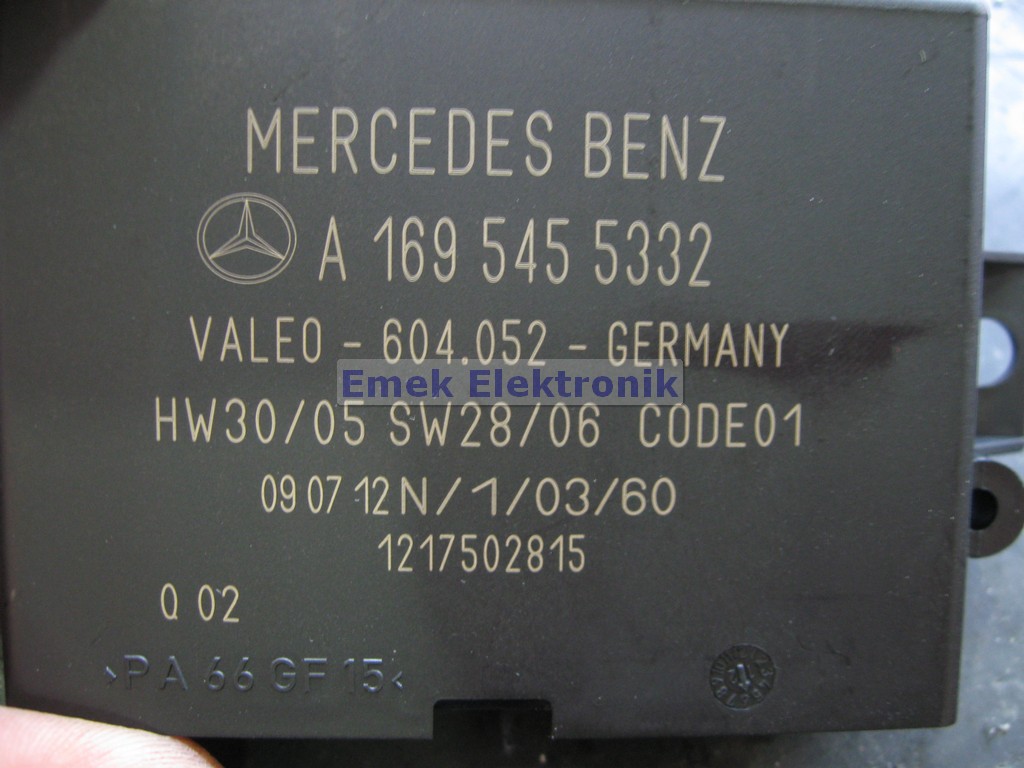 MERCEDES BENZ
A 169 545 5332
VALEO - 604.052 - GERMANY
Emek Elektronik
HW30/05 SW28/06 CODE01
09 07 12 N/1/03/60
1217502815
Q 02
>PA 66 GF 15<